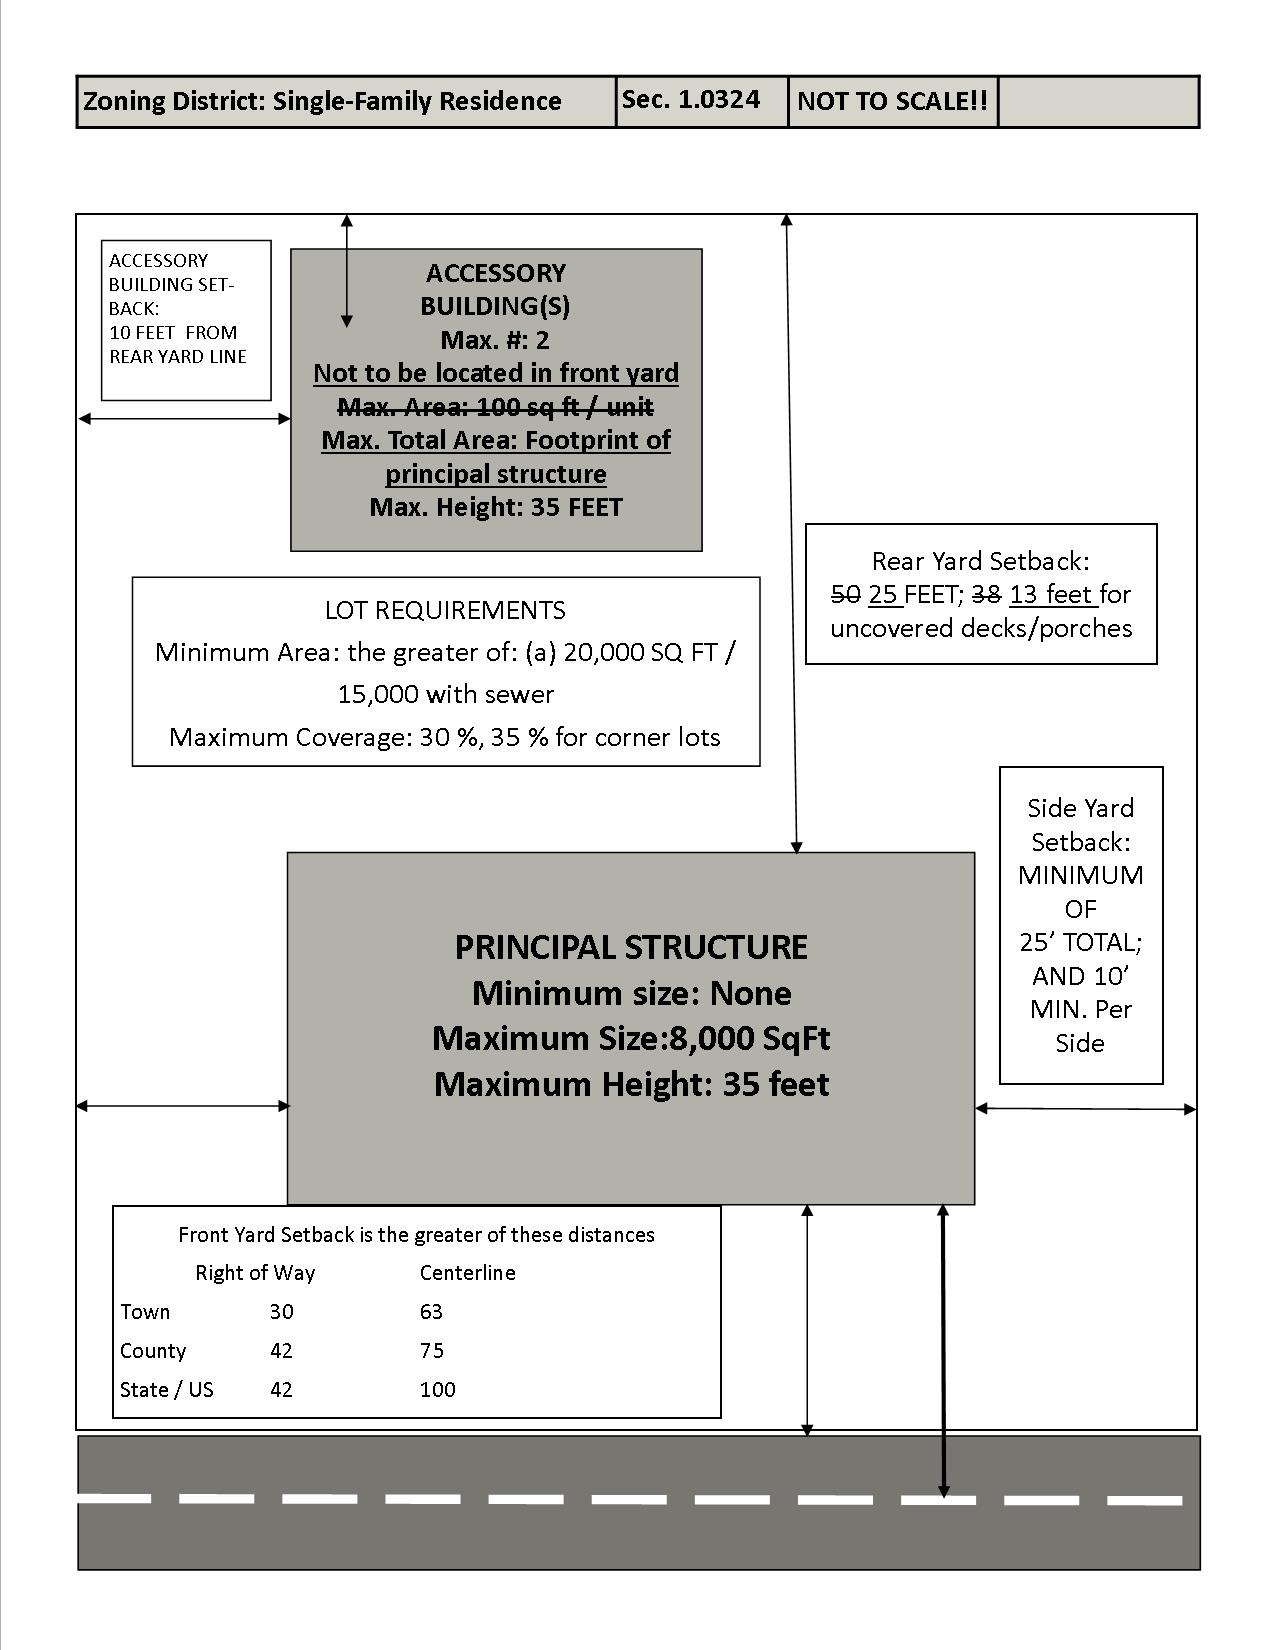 Zoning District: Single-Family Residence
Sec. 1.0324
NOT TO SCALE!!
ACCESSORY
BUILDING SET-
BACK:
10 FEET FROM
REAR YARD LINE
ACCESSORY
BUILDING(S)
Max. #: 2
Not to be located in front yard
Max. Area: 100 sq ft / unit
Max. Total Area: Footprint of
principal structure
Max. Height: 35 FEET
Rear Yard Setback:
50 25 FEET; 38 13 feet for
uncovered decks/porches
LOT REQUIREMENTS
Minimum Area: the greater of: (a) 20,000 SQ FT /
15,000 with sewer
Maximum Coverage: 30 %, 35 % for corner lots
Side Yard
Setback:
MINIMUM
OF
25’ TOTAL;
AND 10’
MIN. Per
Side
PRINCIPAL STRUCTURE
Minimum size: None
Maximum Size:8,000 SqFt
Maximum Height: 35 feet
Front Yard Setback is the greater of these distances
Right of Way Centerline
Town 30 63
County 42 75
State / US 42 100